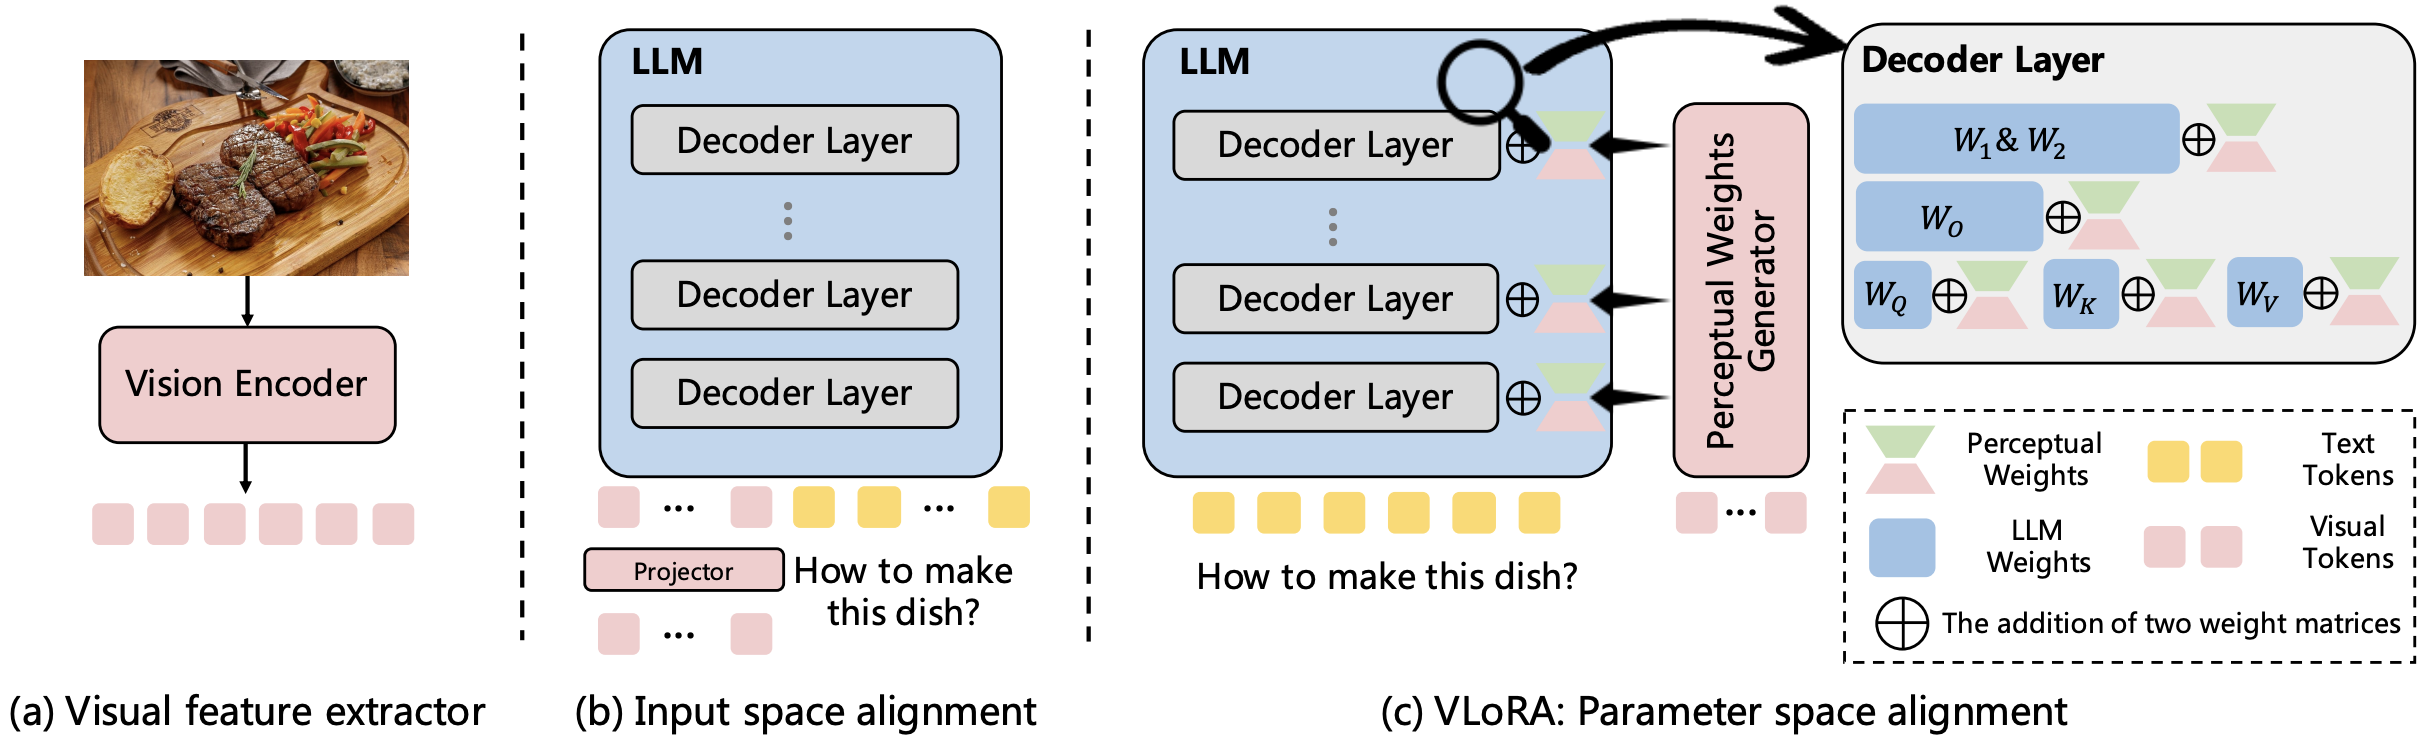 Vision Encoder
(a) Visual feature extractor
LLM
Decoder Layer
Decoder Layer
Decoder Layer
Projector
How to make
this dish?
(b) Input space alignment
LLM
Decoder Layer
Decoder Layer
Decoder Layer
How to make this dish?
Perceptual Weights
Generator
Decoder Layer
W₁ & W₂
W_O
W_Q
W_K
W_V
Perceptual
Weights
Text
Tokens
LLM
Weights
Visual
Tokens
The addition of two weight matrices
(c) VLoRA: Parameter space alignment